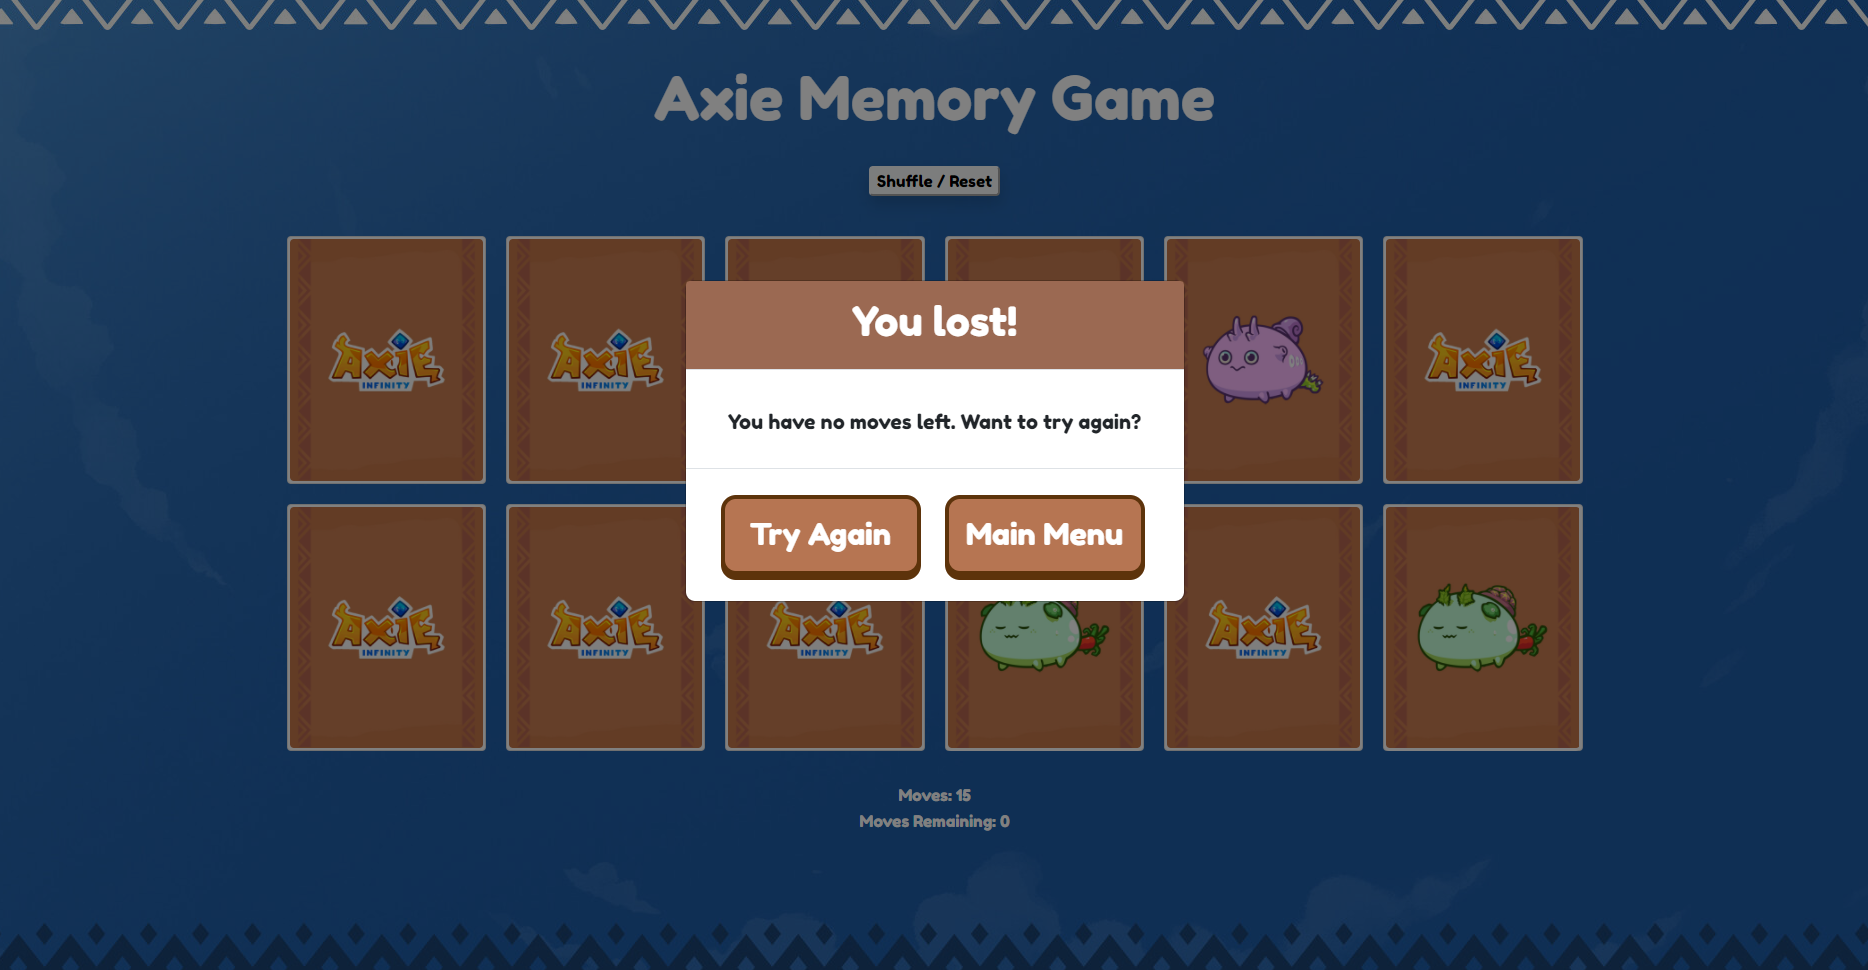 Axie Memory Game
Shuffle / Reset
AXIE INFINITY
AXIE INFINITY
AXIE INFINITY
You lost!
You have no moves left. Want to try again?
Try Again
Main Menu
AXIE INFINITY
AXIE INFINITY
AXIE INFINITY
AXIE INFINITY
Moves: 15
Moves Remaining: 0